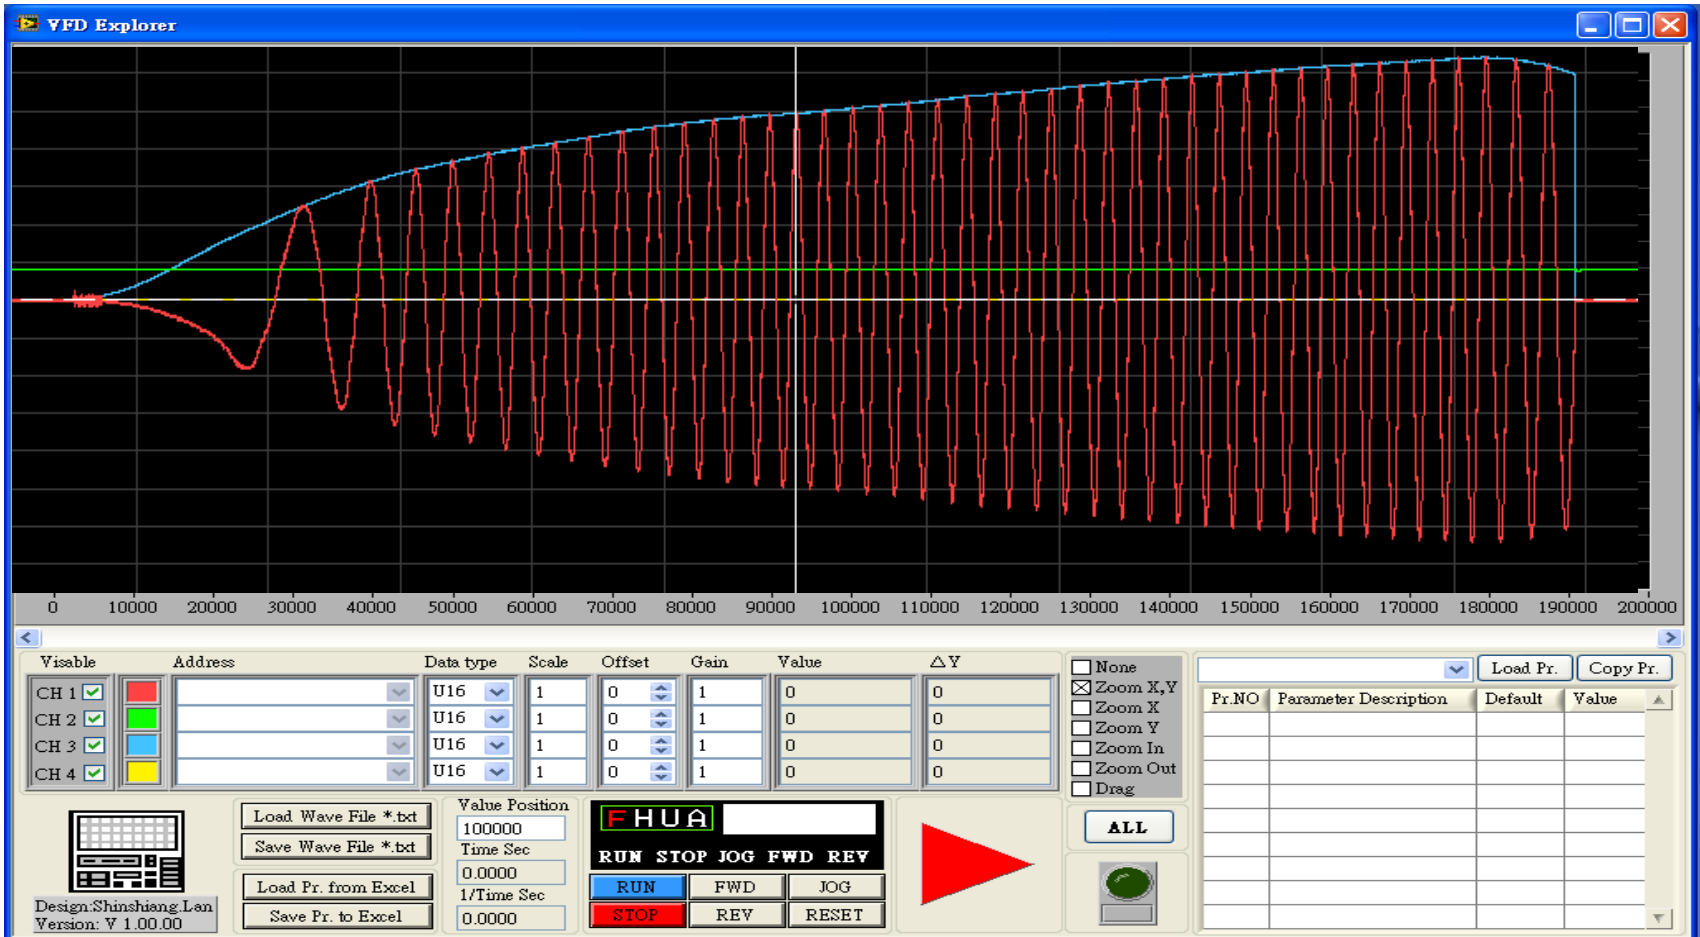 VFD Explorer
0 10000 20000 30000 40000 50000 60000 70000 80000 90000 100000 110000 120000 130000 140000 150000 160000 170000 180000 190000 200000
Visable Address Data type Scale Offset Gain Value △Y
CH 1 U16 1 0 1 0 0
CH 2 U16 1 0 1 0 0
CH 3 U16 1 0 1 0 0
CH 4 U16 1 0 1 0 0
None
Zoom X,Y
Zoom X
Zoom Y
Zoom In
Zoom Out
Drag
ALL
Load Pr. Copy Pr.
Pr.NO Parameter Description Default Value
Design:Shinshiang.Lan
Version: V 1.00.00
Load Wave File *.txt
Save Wave File *.txt
Load Pr. from Excel
Save Pr. to Excel
Value Position
100000
Time Sec
0.0000
1/Time Sec
0.0000
FHUA
RUN STOP JOG FWD REV
RUN FWD JOG
STOP REV RESET